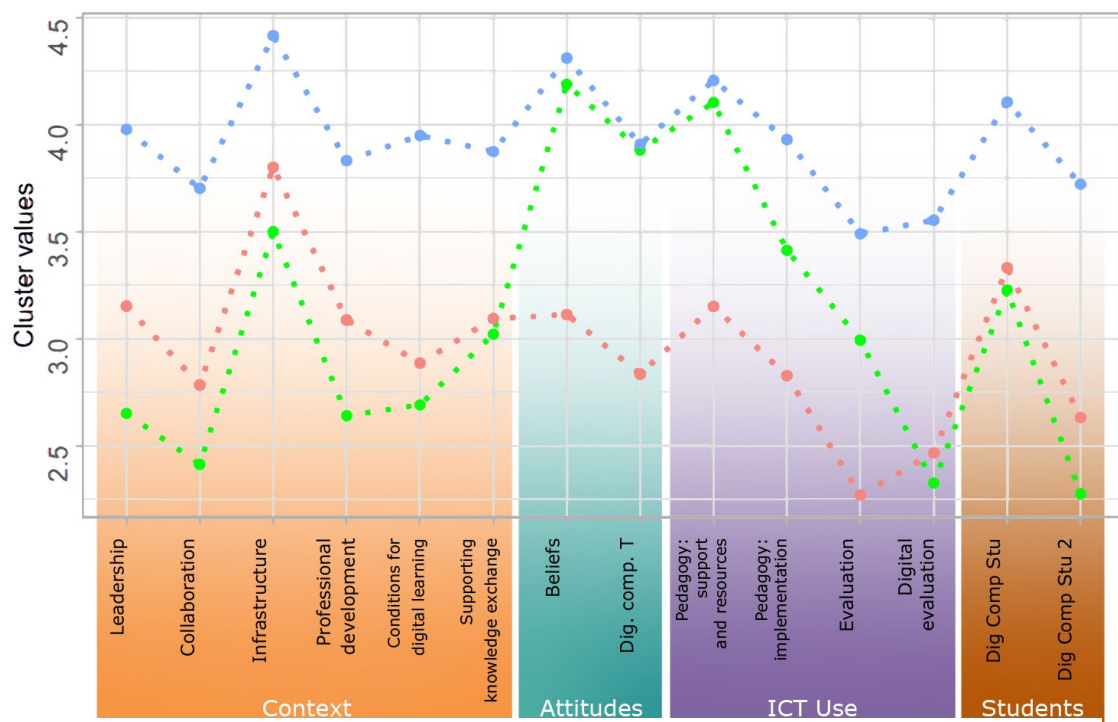 Cluster values
4.5
4.0
3.5
3.0
2.5
Leadership
Collaboration
Infrastructure
Professional
development
Conditions for
digital learning
Supporting
knowledge exchange
Beliefs
Dig. comp. T
Pedagogy:
support
and resources
Pedagogy:
implementation
Evaluation
Digital
evaluation
Dig Comp Stu
Dig Comp Stu 2
Context
Attitudes
ICT Use
Students